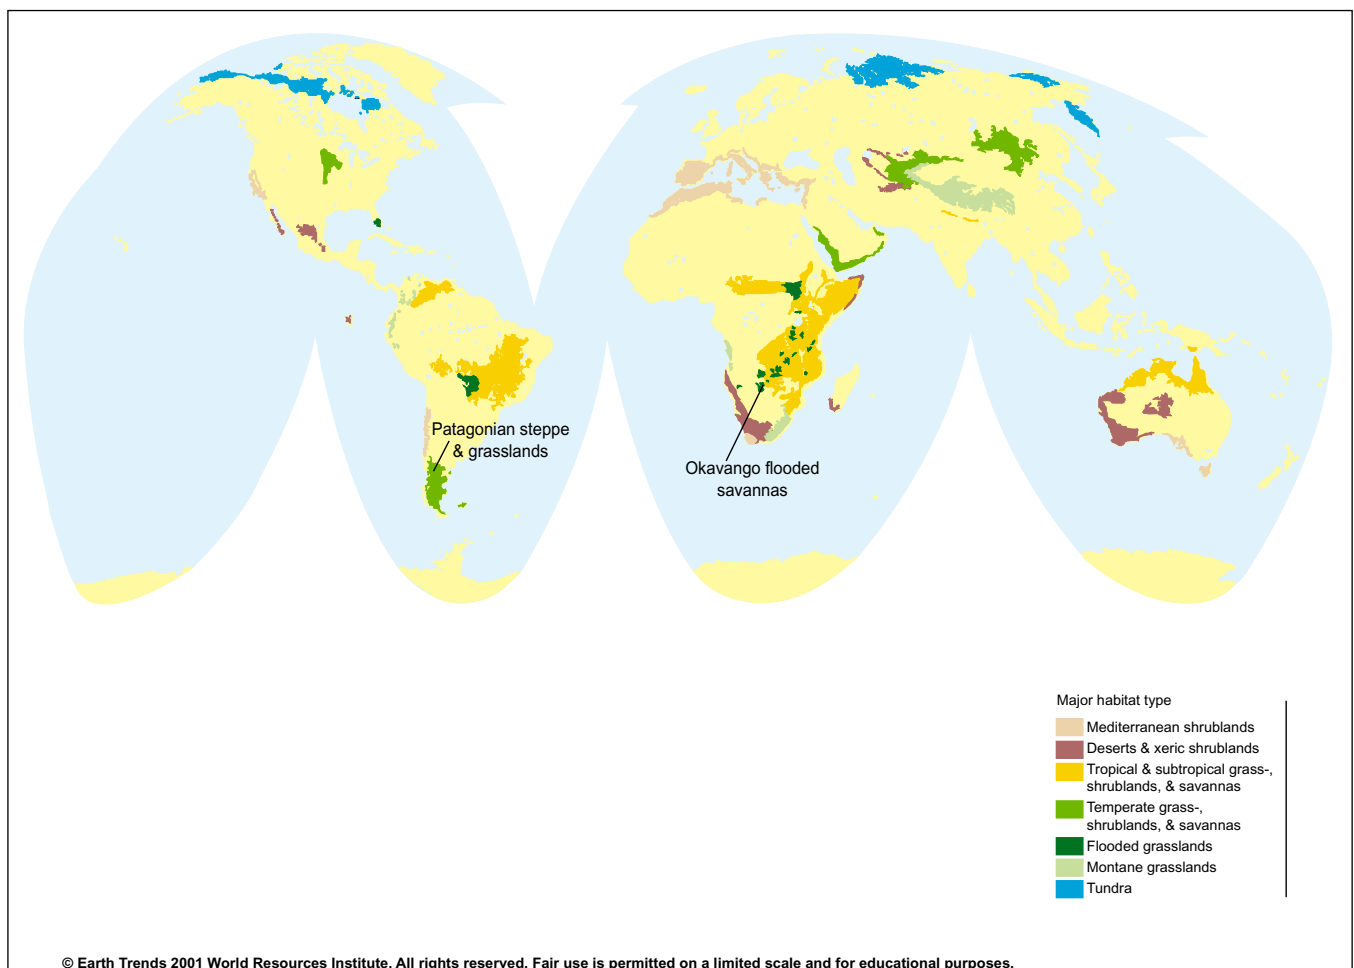 Patagonian steppe
& grasslands
Okavango flooded
savannas
Major habitat type
Mediterranean shrublands
Deserts & xeric shrublands
Tropical & subtropical grass-,
shrublands, & savannas
Temperate grass-,
shrublands, & savannas
Flooded grasslands
Montane grasslands
Tundra
© Earth Trends 2001 World Resources Institute. All rights reserved. Fair use is permitted on a limited scale and for educational purposes.